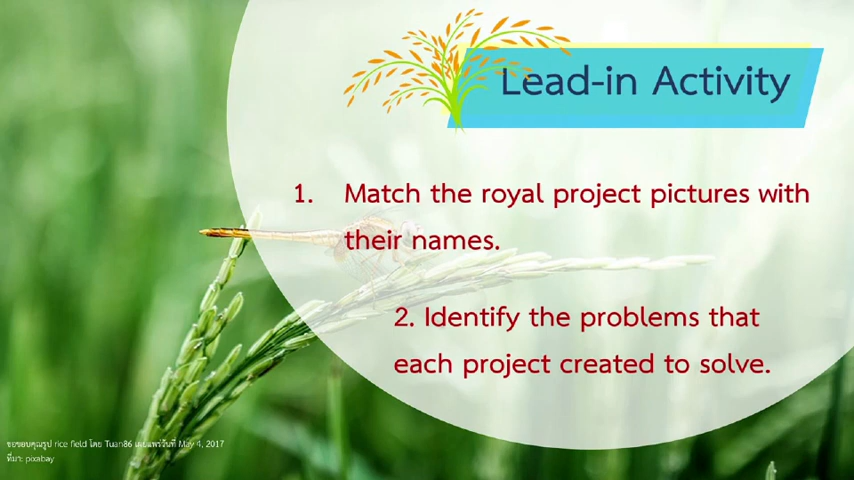 Lead-in Activity
1. Match the royal project pictures with
their names.
2. Identify the problems that
each project created to solve.
ขอขอบคุณรูป rice field โดย Tuan86 เผยแพร่วันที่ May 4, 2017
ที่มา: pixabay